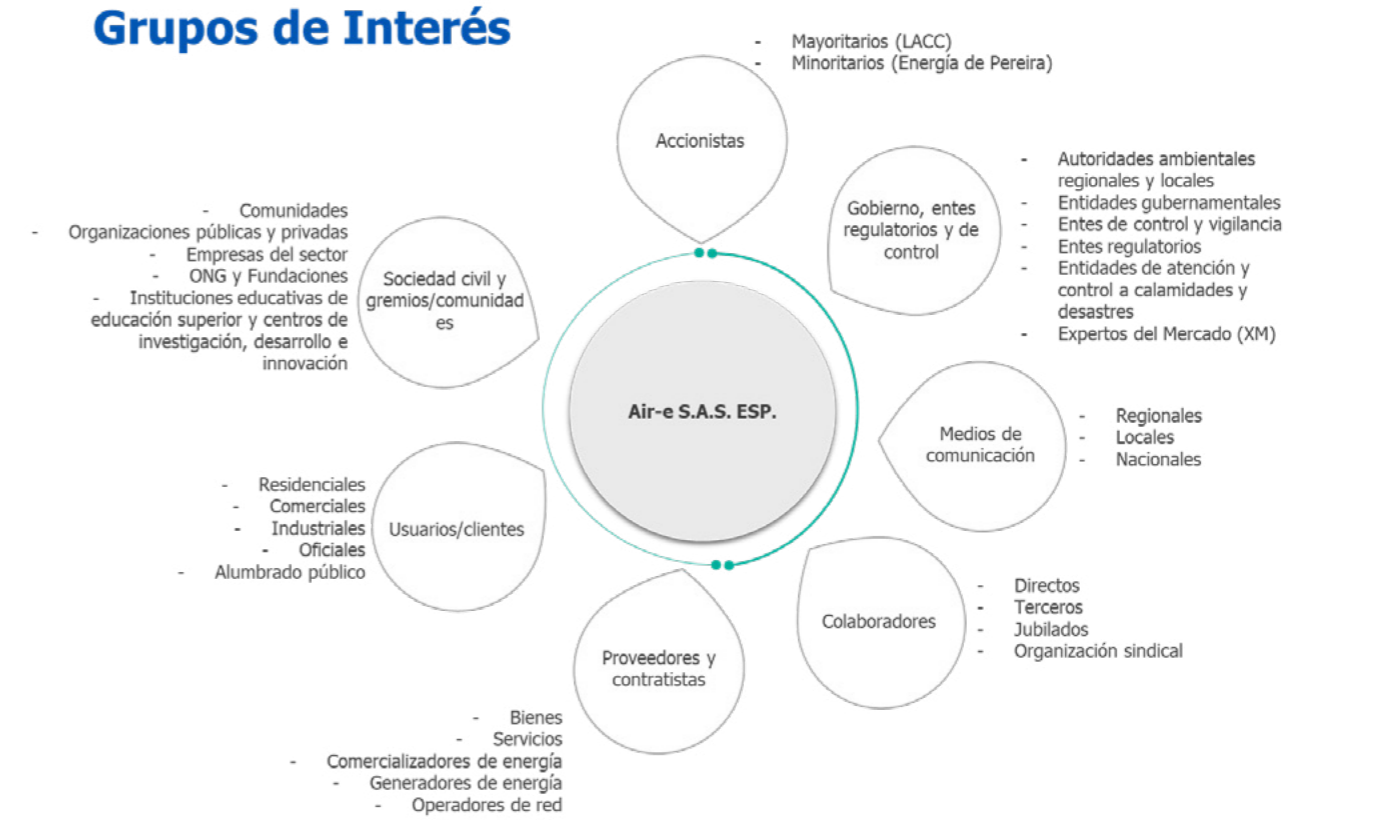 Grupos de Interés
- Mayoritarios (LACC)
- Minoritarios (Energía de Pereira)
Accionistas
- Autoridades ambientales
regionales y locales
- Entidades gubernamentales
- Entes de control y vigilancia
- Entes regulatorios
- Entidades de atención y
control a calamidades y
desastres
- Expertos del Mercado (XM)
Gobierno, entes
regulatorios y de
control
- Comunidades
- Organizaciones públicas y privadas
- Empresas del sector
- ONG y Fundaciones
- Instituciones educativas de
educación superior y centros de
investigación, desarrollo e
innovación
Sociedad civil y
gremios/comunidad
es
Air-e S.A.S. ESP.
Medios de
comunicación
- Regionales
- Locales
- Nacionales
- Residenciales
- Comerciales
- Industriales
- Oficiales
- Alumbrado público
Usuarios/clientes
Colaboradores
- Directos
- Terceros
- Jubilados
- Organización sindical
Proveedores y
contratistas
- Bienes
- Servicios
- Comercializadores de energía
- Generadores de energía
- Operadores de red